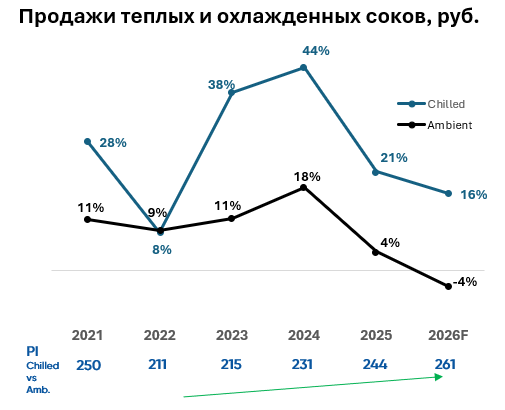 Продажи теплых и охлажденных соков, руб.
44%
38%
Chilled
Ambient
28%
18%
21%
11%
9%
11%
16%
8%
4%
-4%
2021 2022 2023 2024 2025 2026F
PI
Chilled 250 211 215 231 244 261
vs
Amb.